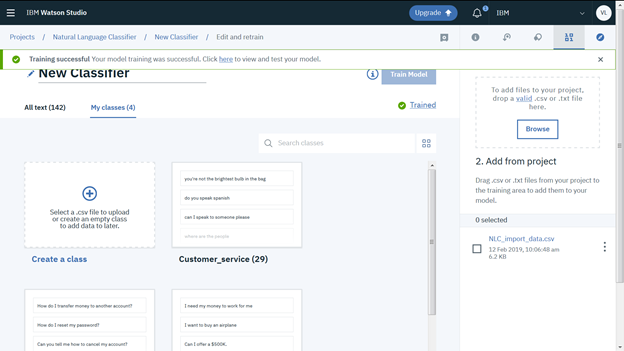 IBM Watson Studio
Upgrade
1
IBM
VL
Projects / Natural Language Classifier / New Classifier / Edit and retrain
Training successful Your model training was successful. Click here to view and test your model.
New Classifier
Train Model
All text (142)
My classes (4)
Trained
Search classes
Select a .csv file to upload
or create an empty class
to add data to later.
Create a class
you're not the brightest bulb in the bag
do you speak spanish
can I speak to someone please
where are the people
Customer_service (29)
How do I transfer money to another account?
How do I reset my password?
Can you tell me how to cancel my account?
I need my money to work for me
I want to buy an airplane
Can I offer a $500K.
To add files to your project,
drop a valid .csv or .txt file
here.
Browse
2. Add from project
Drag .csv or .txt files from your project to
the training area to add them to your
model.
0 selected
NLC_import_data.csv
12 Feb 2019, 10:06:48 am
6.2 KB